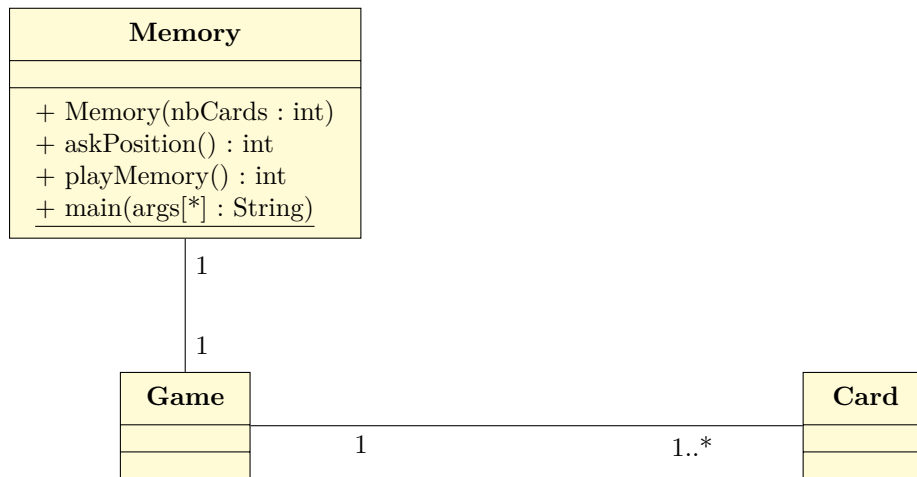 Memory
+ Memory(nbCards : int)
+ askPosition() : int
+ playMemory() : int
+ main(args[*] : String)
1
1
Game
Card
1
1..*